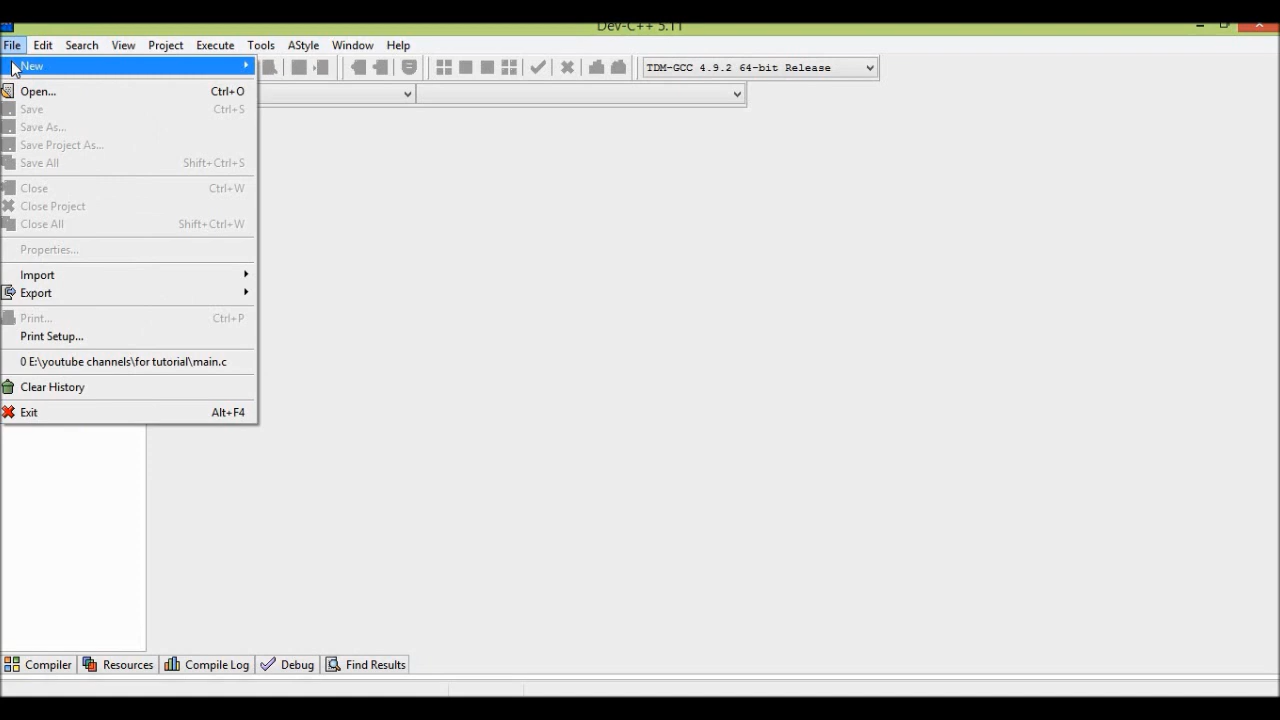 Dev-C++ 5.11
File Edit Search View Project Execute Tools AStyle Window Help
New
TDM-GCC 4.9.2 64-bit Release
Open... Ctrl+O
Save Ctrl+S
Save As...
Save Project As...
Save All Shift+Ctrl+S
Close Ctrl+W
Close Project
Close All Shift+Ctrl+W
Properties...
Import
Export
Print... Ctrl+P
Print Setup...
0 E:\youtube channels\for tutorial\main.c
Clear History
Exit Alt+F4
Compiler Resources Compile Log Debug Find Results